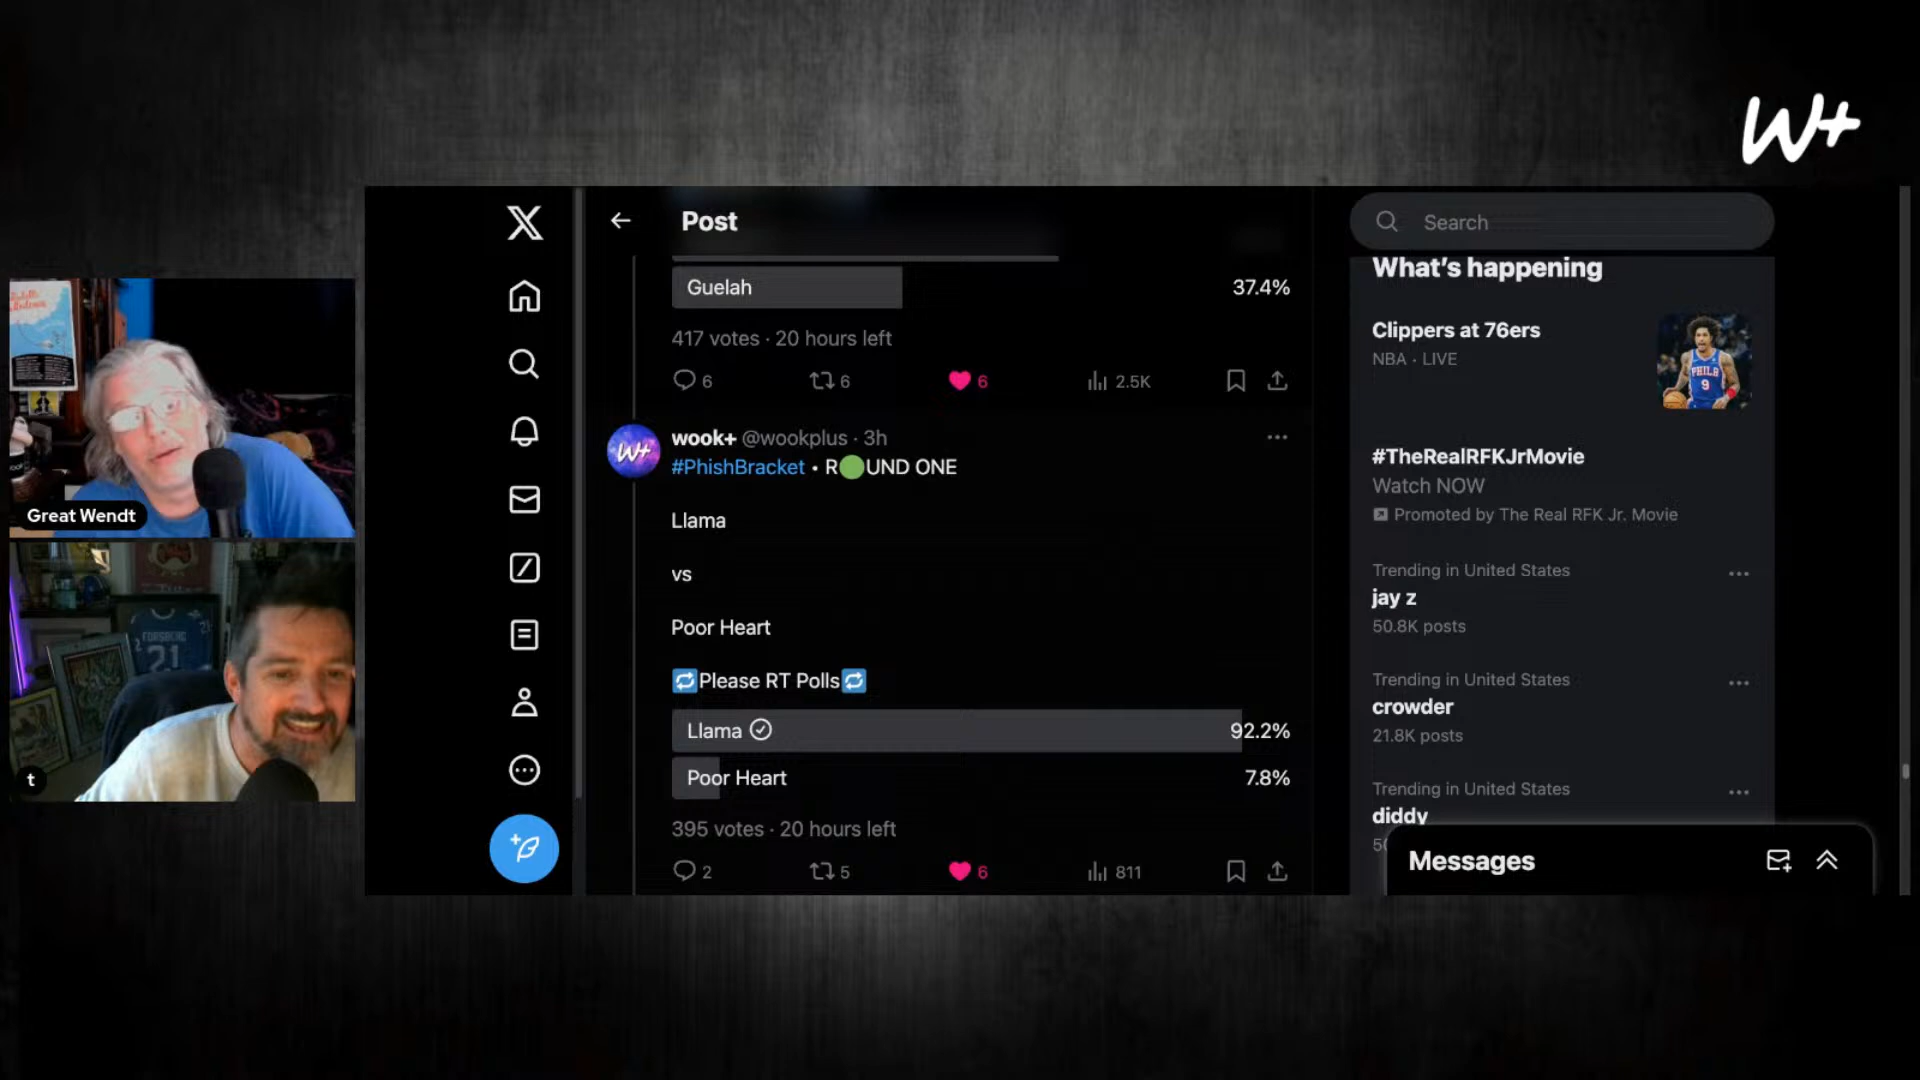 W+
Post
Search
Guelah
37.4%
417 votes · 20 hours left
6
6
6
2.5K
W+
wook+ @wookplus · 3h
#PhishBracket • R🟢UND ONE
Llama
vs
Poor Heart
🔁Please RT Polls🔁
Llama
92.2%
Poor Heart
7.8%
395 votes · 20 hours left
2
5
6
811
What's happening
Clippers at 76ers
NBA · LIVE
PHILA
9
#TheRealRFKJrMovie
Watch NOW
Promoted by The Real RFK Jr. Movie
Trending in United States
jay z
50.8K posts
Trending in United States
crowder
21.8K posts
Trending in United States
diddy
Messages
Great Wendt
FORSBERG
21
t